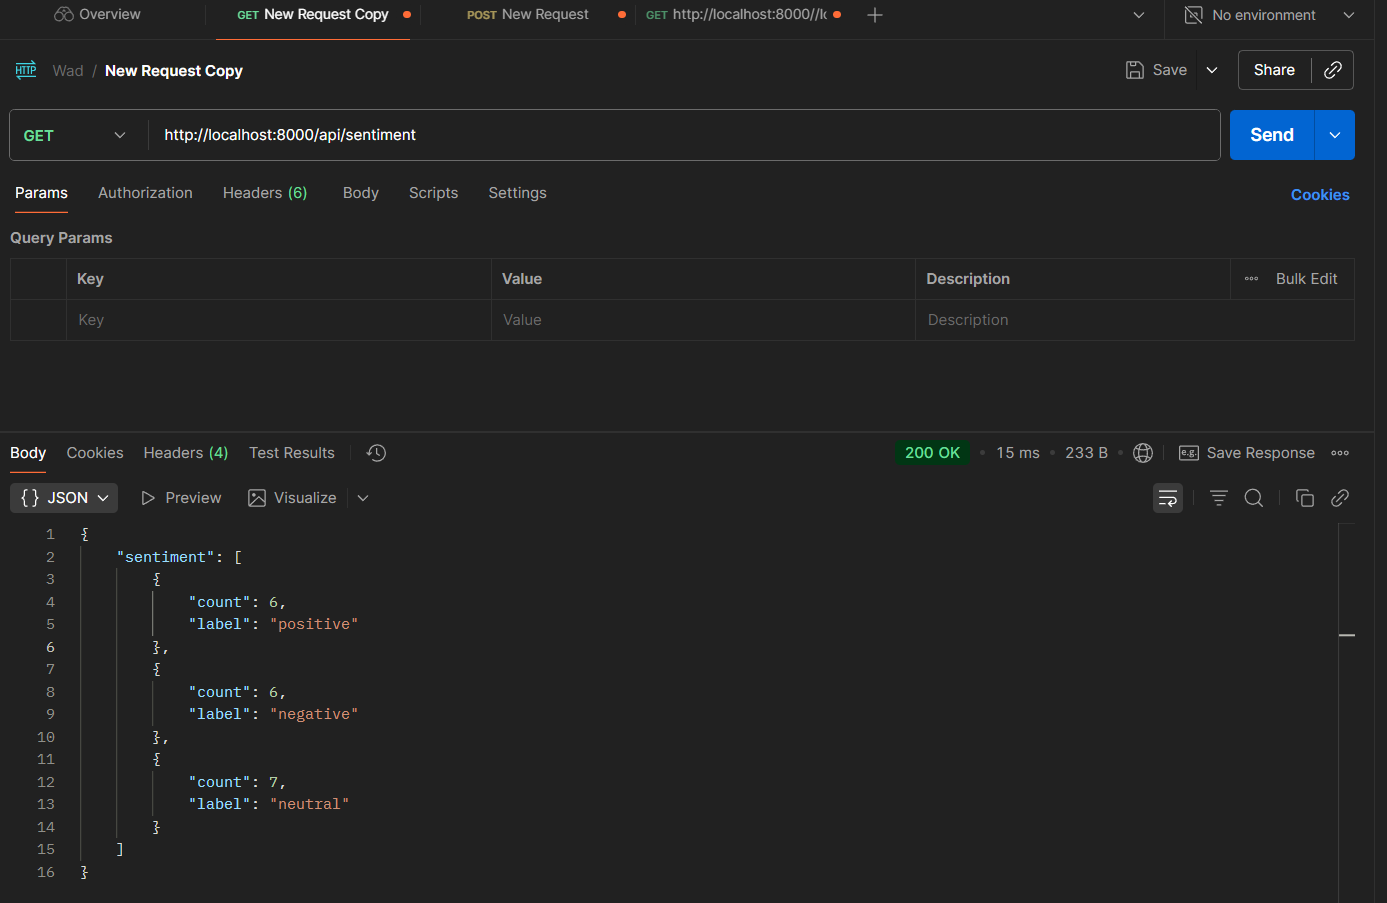 Overview
GET New Request Copy
POST New Request
GET http://localhost:8000//l
No environment
HTTP Wad / New Request Copy
Save
Share
GET http://localhost:8000/api/sentiment
Send
Params Authorization Headers (6) Body Scripts Settings
Cookies
Query Params
Key Value Description Bulk Edit
Key Value Description
Body Cookies Headers (4) Test Results
200 OK • 15 ms • 233 B • e.g. Save Response
{} JSON Preview Visualize
1 {
2 "sentiment": [
3 {
4 "count": 6,
5 "label": "positive"
6 },
7 {
8 "count": 6,
9 "label": "negative"
10 },
11 {
12 "count": 7,
13 "label": "neutral"
14 }
15 ]
16 }